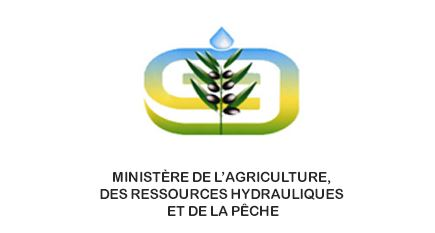 MINISTÈRE DE L'AGRICULTURE,
DES RESSOURCES HYDRAULIQUES
ET DE LA PÊCHE